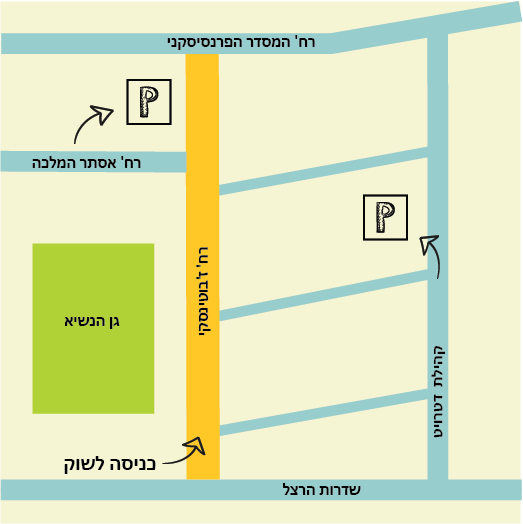 רח' המסדר הפרנסיסקני
P
רח' אסתר המלכה
P
רח' ז'בוטינסקי
גן הנשיא
קהילת דטרויט
כניסה לשוק
שדרות הרצל